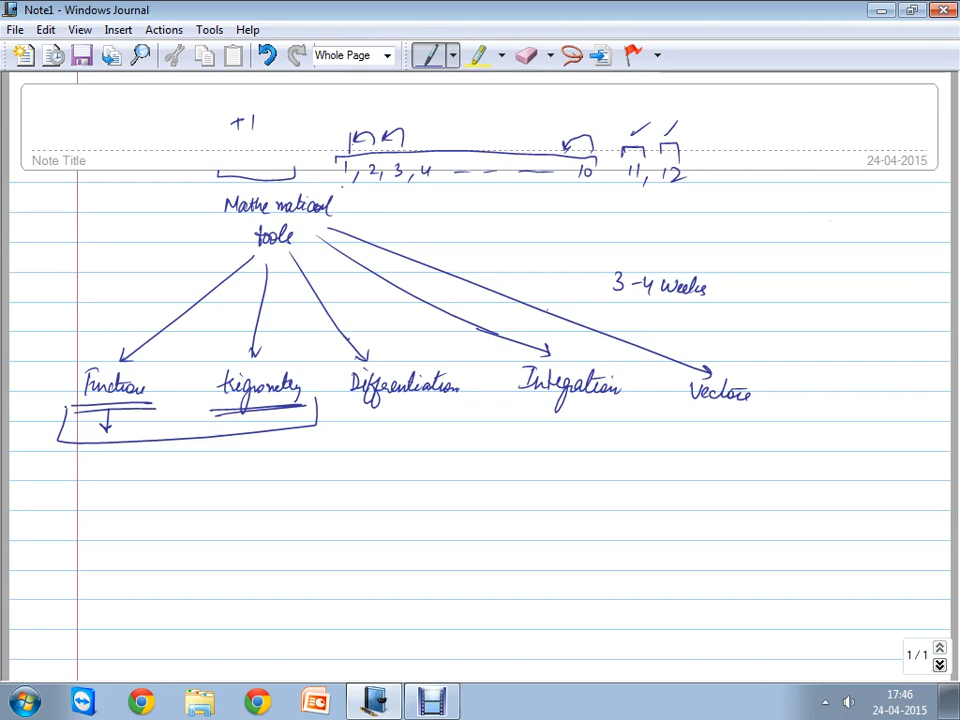 Note1 - Windows Journal
File Edit View Insert Actions Tools Help
Whole Page
+1
Note Title
24-04-2015
1, 2, 3, 4 — — — 10 11, 12
Mathematical
tools
3-4 weeks
Function Trigonometry Differentiation Integration Vectors
1 / 1
17:46
24-04-2015